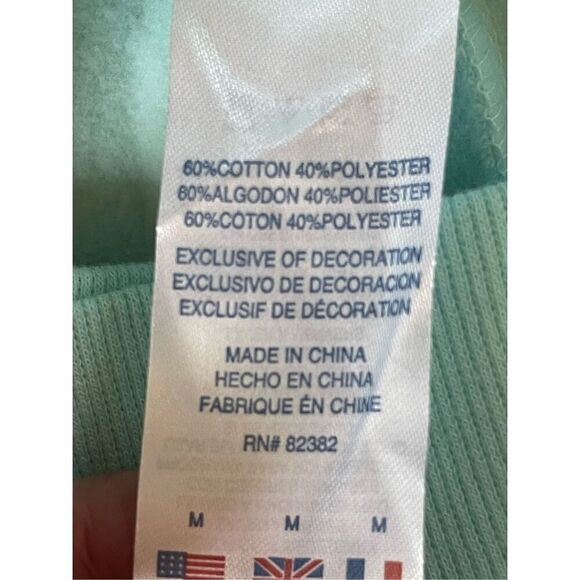 60%COTTON 40%POLYESTER
60%ALGODON 40%POLIESTER
60%COTON 40%POLYESTER
EXCLUSIVE OF DECORATION
EXCLUSIVO DE DECORACION
EXCLUSIF DE DÉCORATION
MADE IN CHINA
HECHO EN CHINA
FABRIQUE ÉN CHINE
RN# 82382
M M M